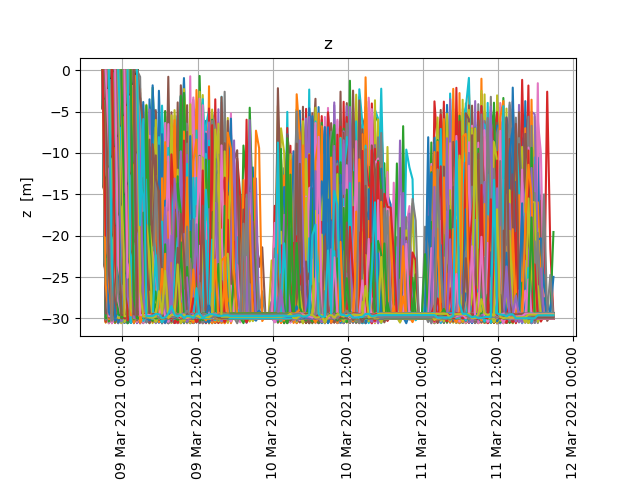 z
0
−5
−10
−15
−20
−25
−30
z  [m]
09 Mar 2021 00:00
09 Mar 2021 12:00
10 Mar 2021 00:00
10 Mar 2021 12:00
11 Mar 2021 00:00
11 Mar 2021 12:00
12 Mar 2021 00:00